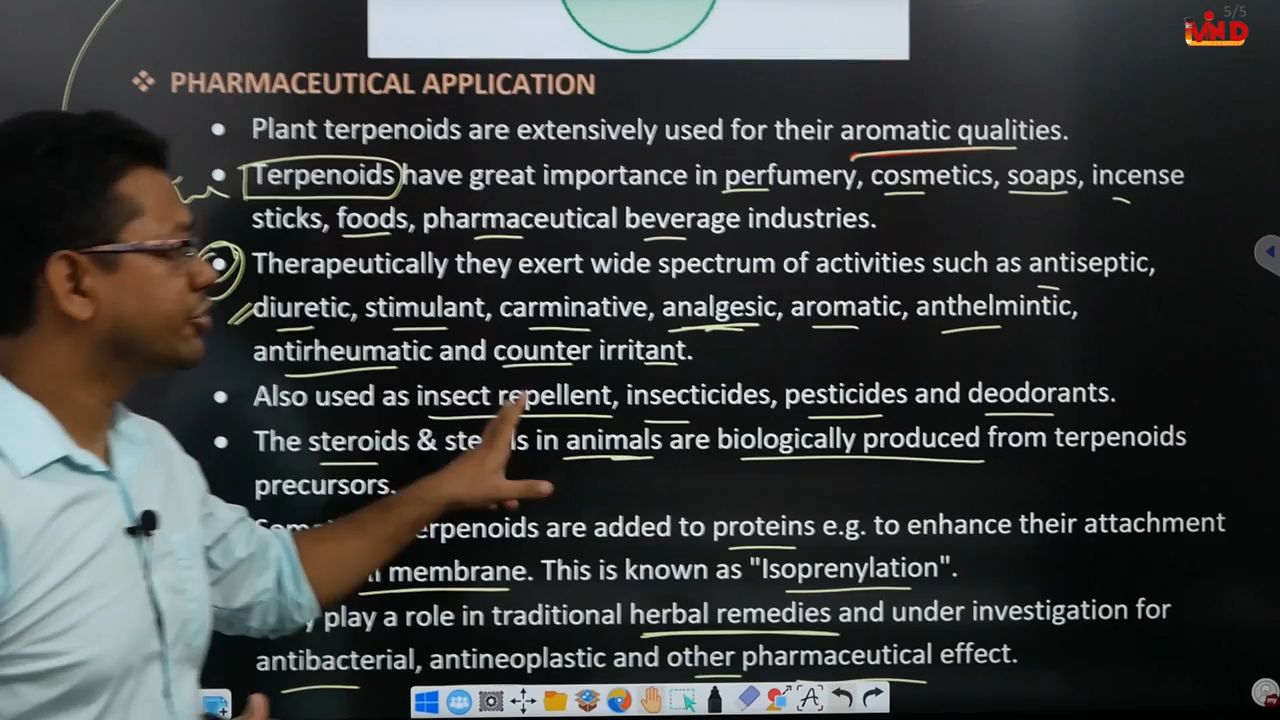 5/5
MIND
PHARMACEUTICAL APPLICATION
Plant terpenoids are extensively used for their aromatic qualities.
Terpenoids have great importance in perfumery, cosmetics, soaps, incense
sticks, foods, pharmaceutical beverage industries.
Therapeutically they exert wide spectrum of activities such as antiseptic,
diuretic, stimulant, carminative, analgesic, aromatic, anthelmintic,
antirheumatic and counter irritant.
Also used as insect repellent, insecticides, pesticides and deodorants.
The steroids & in animals are biologically produced from terpenoids
precursors.
are added to proteins e.g. to enhance their attachment
membrane. This is known as "Isoprenylation".
play a role in traditional herbal remedies and under investigation for
antibacterial, antineoplastic and other pharmaceutical effect.